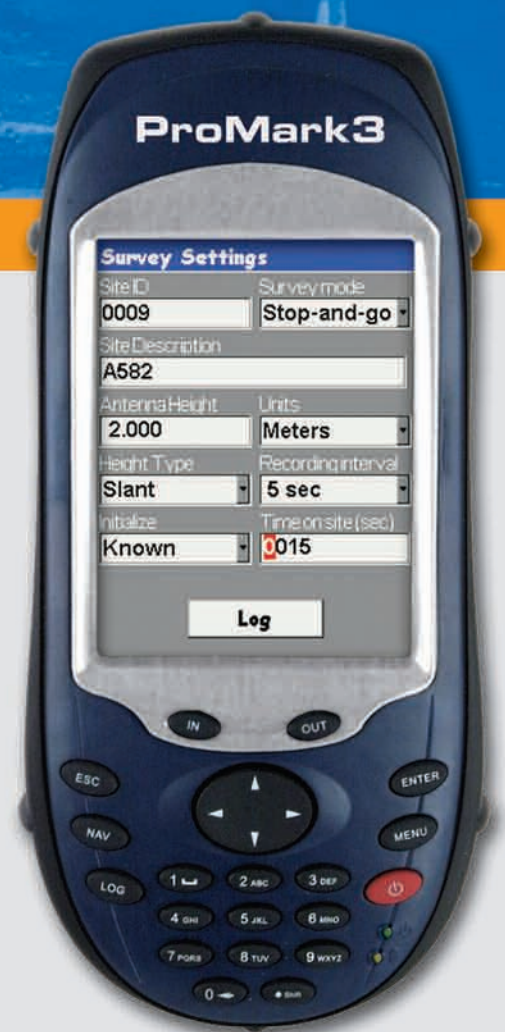 ProMark3
Survey Settings
Site ID Survey mode
0009 Stop-and-go
Site Description
A582
Antenna Height Units
2.000 Meters
Height Type Recording interval
Slant 5 sec
Initialize Time on site (sec)
Known 0015
Log
IN OUT
ESC ENTER
NAV MENU
LOG 1 2 ABC 3 DEF
4 GHI 5 JKL 6 MNO
7 PQRS 8 TUV 9 WXYZ
0 Shift